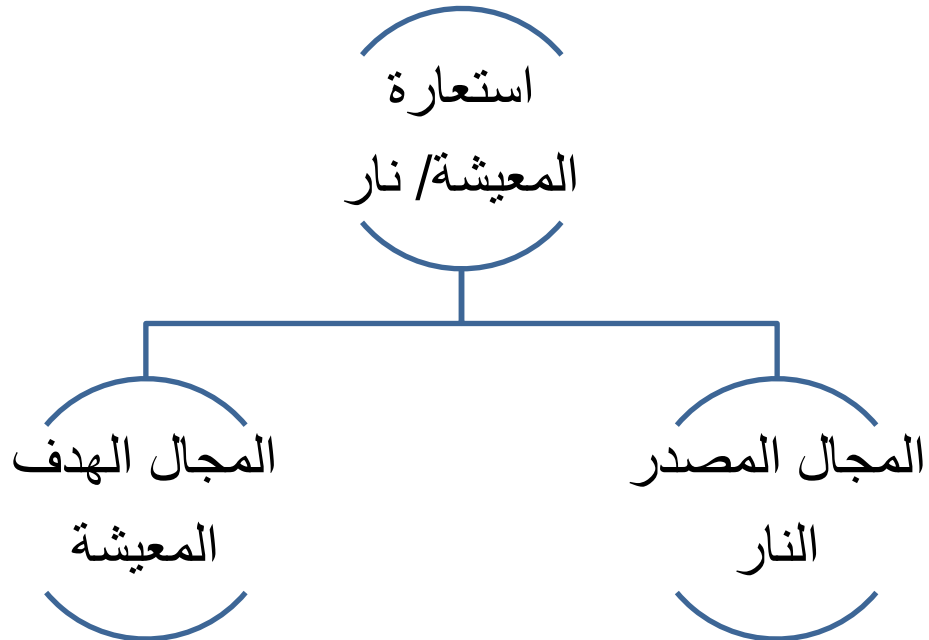 استعارة
المعيشة/ نار
المجال المصدر
النار
المجال الهدف
المعيشة